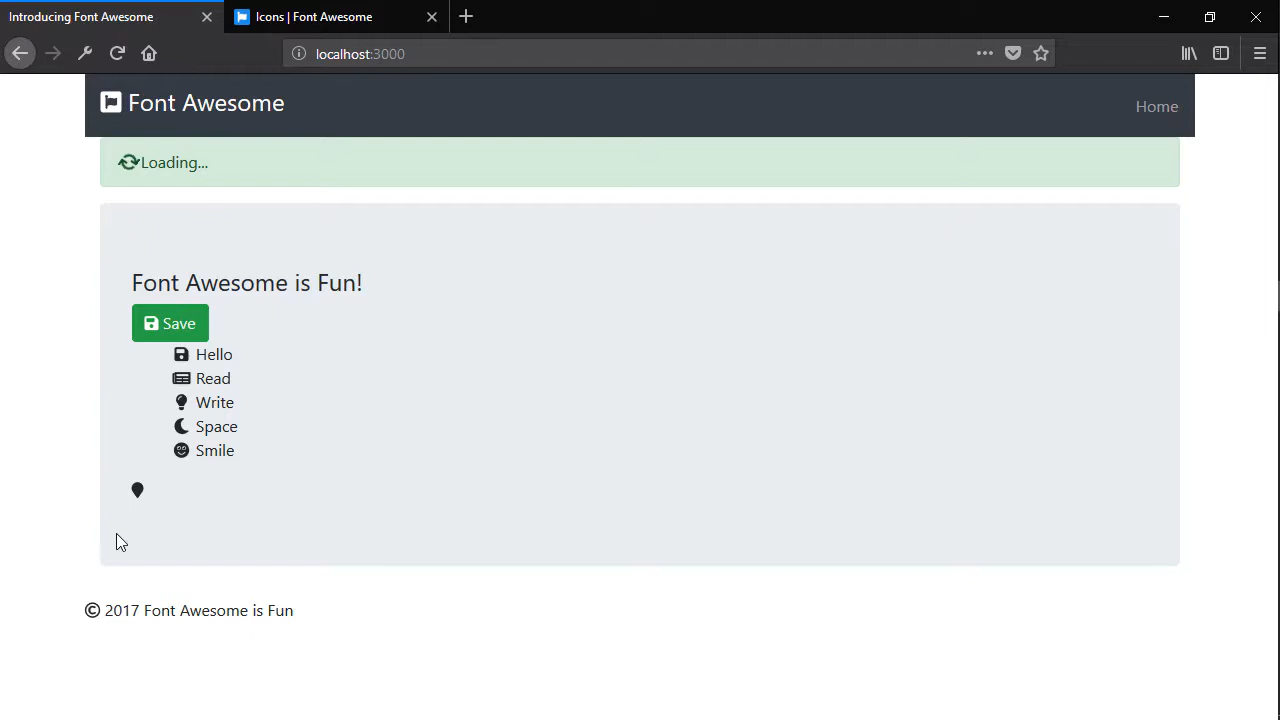 Introducing Font Awesome
Icons | Font Awesome
localhost:3000
Font Awesome
Home
Loading...
Font Awesome is Fun!
Save
Hello
Read
Write
Space
Smile
© 2017 Font Awesome is Fun